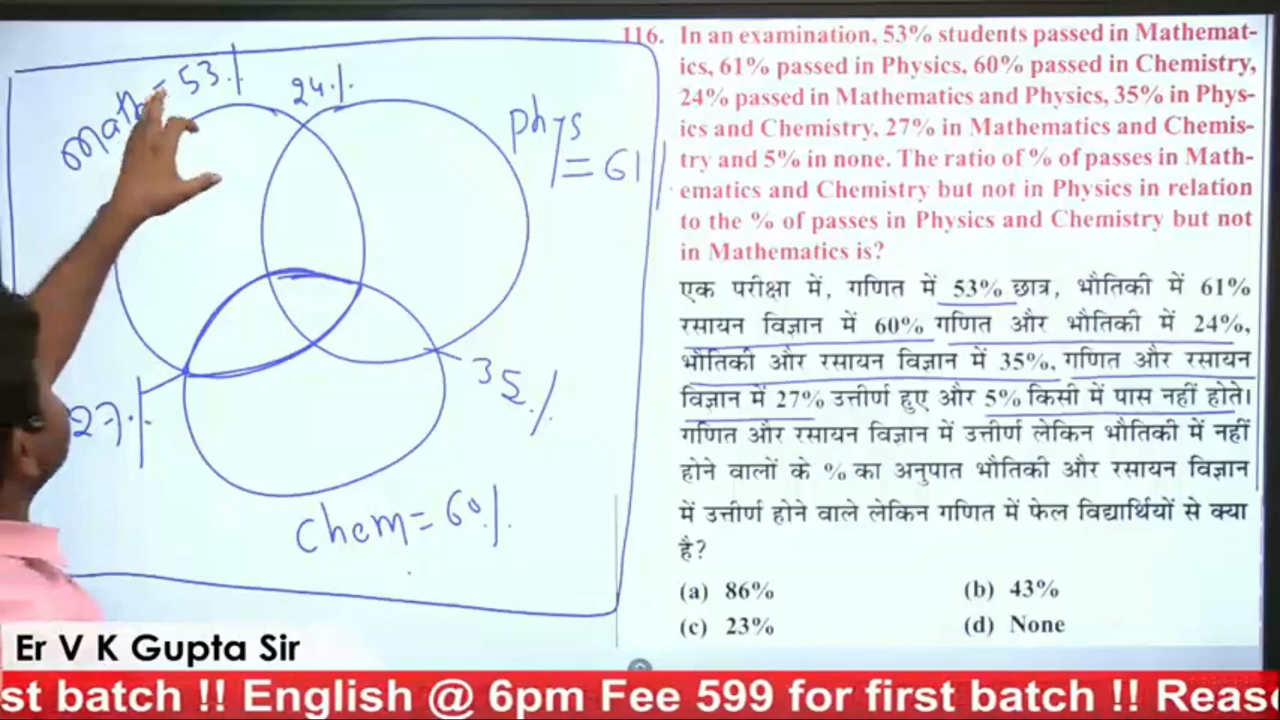 math = 53%
24%
phys
= 61
27%
35%
Chem = 60%
116. In an examination, 53% students passed in Mathemat-
ics, 61% passed in Physics, 60% passed in Chemistry,
24% passed in Mathematics and Physics, 35% in Phys-
ics and Chemistry, 27% in Mathematics and Chemis-
try and 5% in none. The ratio of % of passes in Math-
ematics and Chemistry but not in Physics in relation
to the % of passes in Physics and Chemistry but not
in Mathematics is?
एक परीक्षा में, गणित में 53% छात्र, भौतिकी में 61%
रसायन विज्ञान में 60% गणित और भौतिकी में 24%,
भौतिकी और रसायन विज्ञान में 35%, गणित और रसायन
विज्ञान में 27% उत्तीर्ण हुए और 5% किसी में पास नहीं होते।
गणित और रसायन विज्ञान में उत्तीर्ण लेकिन भौतिकी में नहीं
होने वालों के % का अनुपात भौतिकी और रसायन विज्ञान
में उत्तीर्ण होने वाले लेकिन गणित में फेल विद्यार्थियों से क्या
है?
(a) 86% (b) 43%
(c) 23% (d) None
Er V K Gupta Sir
st batch !! English @ 6pm Fee 599 for first batch !! Reaso